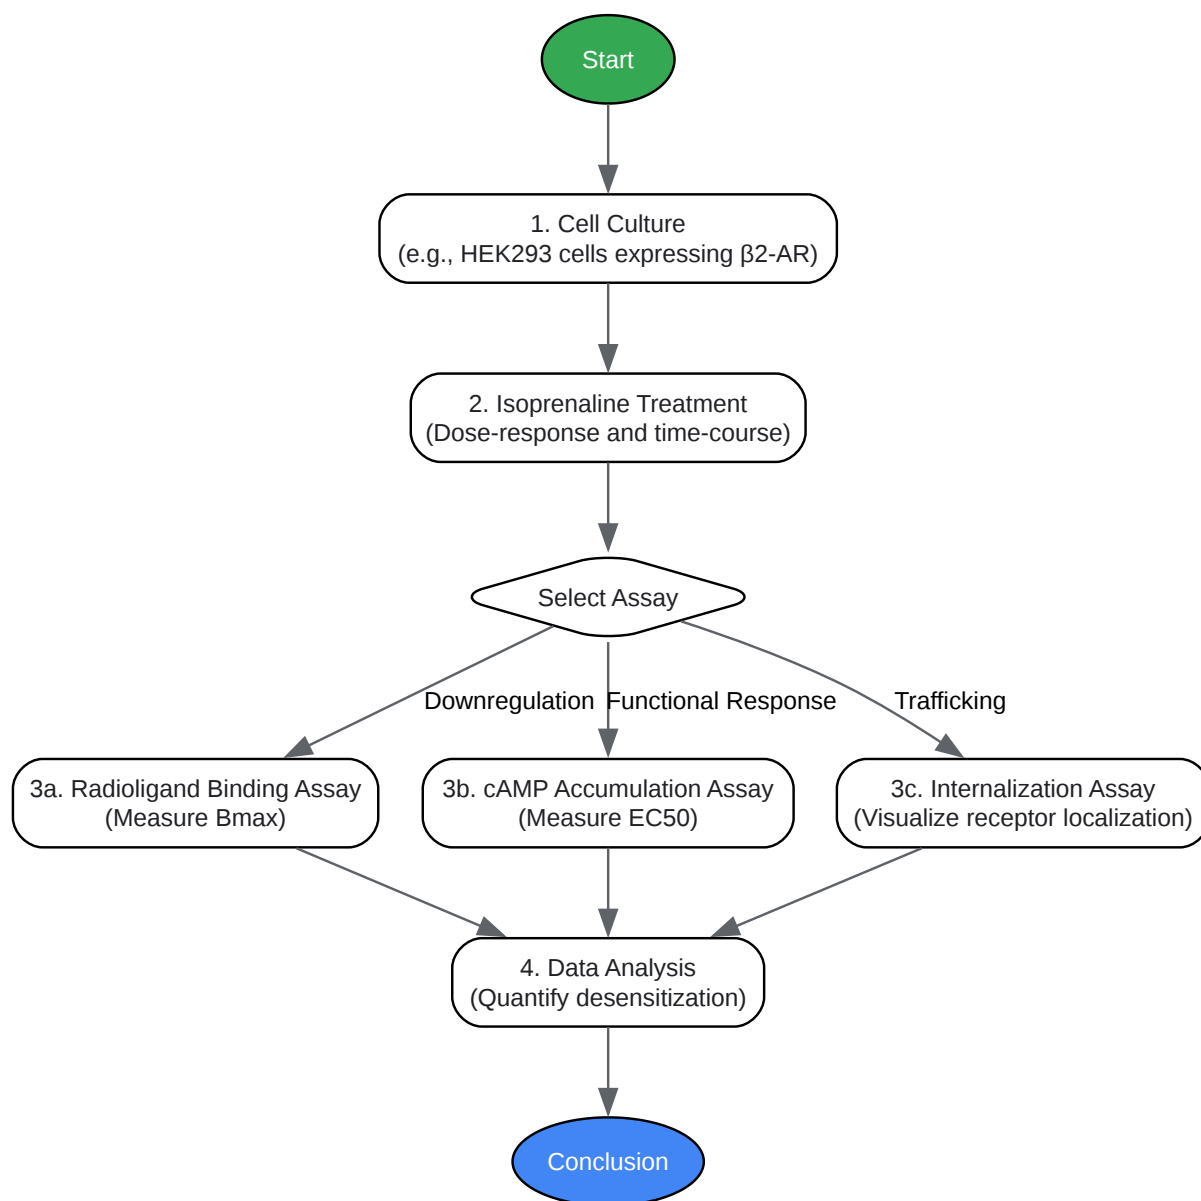 Start
1. Cell Culture
(e.g., HEK293 cells expressing β2-AR)
2. Isoprenaline Treatment
(Dose-response and time-course)
Select Assay
Downregulation
Functional Response
Trafficking
3a. Radioligand Binding Assay
(Measure Bmax)
3b. cAMP Accumulation Assay
(Measure EC50)
3c. Internalization Assay
(Visualize receptor localization)
4. Data Analysis
(Quantify desensitization)
Conclusion